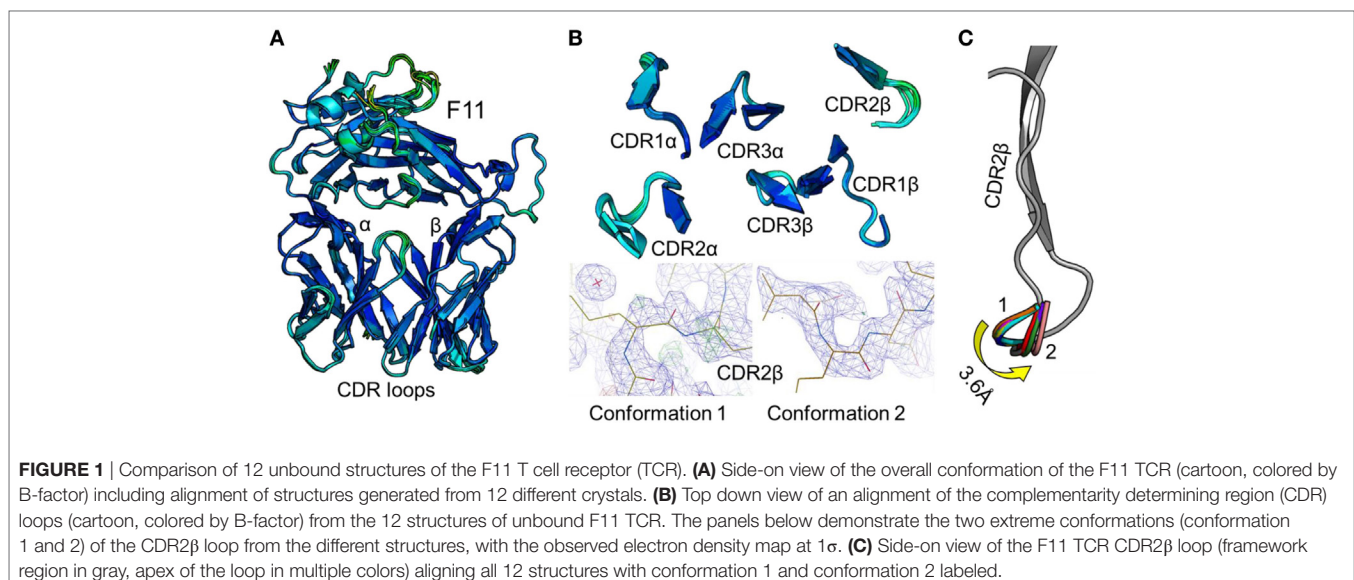 A
B
C
F11
α
β
CDR loops
CDR1α
CDR3α
CDR2β
CDR2α
CDR3β
CDR1β
CDR2β
Conformation 1
Conformation 2
CDR2β
1
2
3.6Å
FIGURE 1 | Comparison of 12 unbound structures of the F11 T cell receptor (TCR). (A) Side-on view of the overall conformation of the F11 TCR (cartoon, colored by
B-factor) including alignment of structures generated from 12 different crystals. (B) Top down view of an alignment of the complementarity determining region (CDR)
loops (cartoon, colored by B-factor) from the 12 structures of unbound F11 TCR. The panels below demonstrate the two extreme conformations (conformation
1 and 2) of the CDR2β loop from the different structures, with the observed electron density map at 1σ. (C) Side-on view of the F11 TCR CDR2β loop (framework
region in gray, apex of the loop in multiple colors) aligning all 12 structures with conformation 1 and conformation 2 labeled.